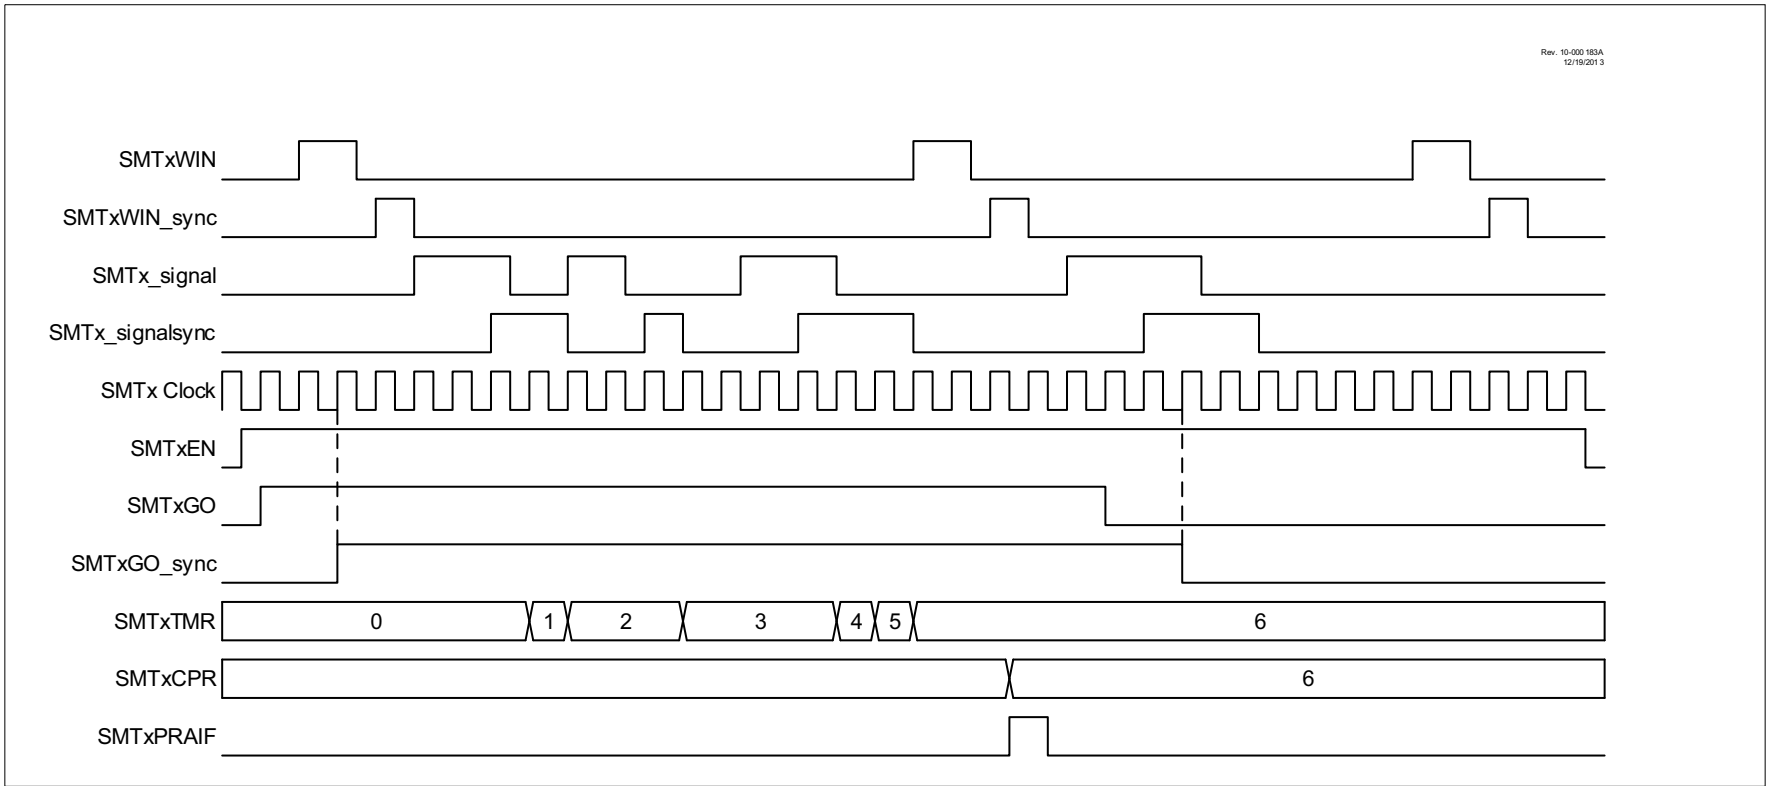 Rev. 10-000 183A
12/19/201 3
SMTxWIN
SMTxWIN_sync
SMTx_signal
SMTx_signalsync
SMTx Clock
SMTxEN
SMTxGO
SMTxGO_sync
SMTxTMR 0 1 2 3 4 5 6
SMTxCPR 6
SMTxPRAIF